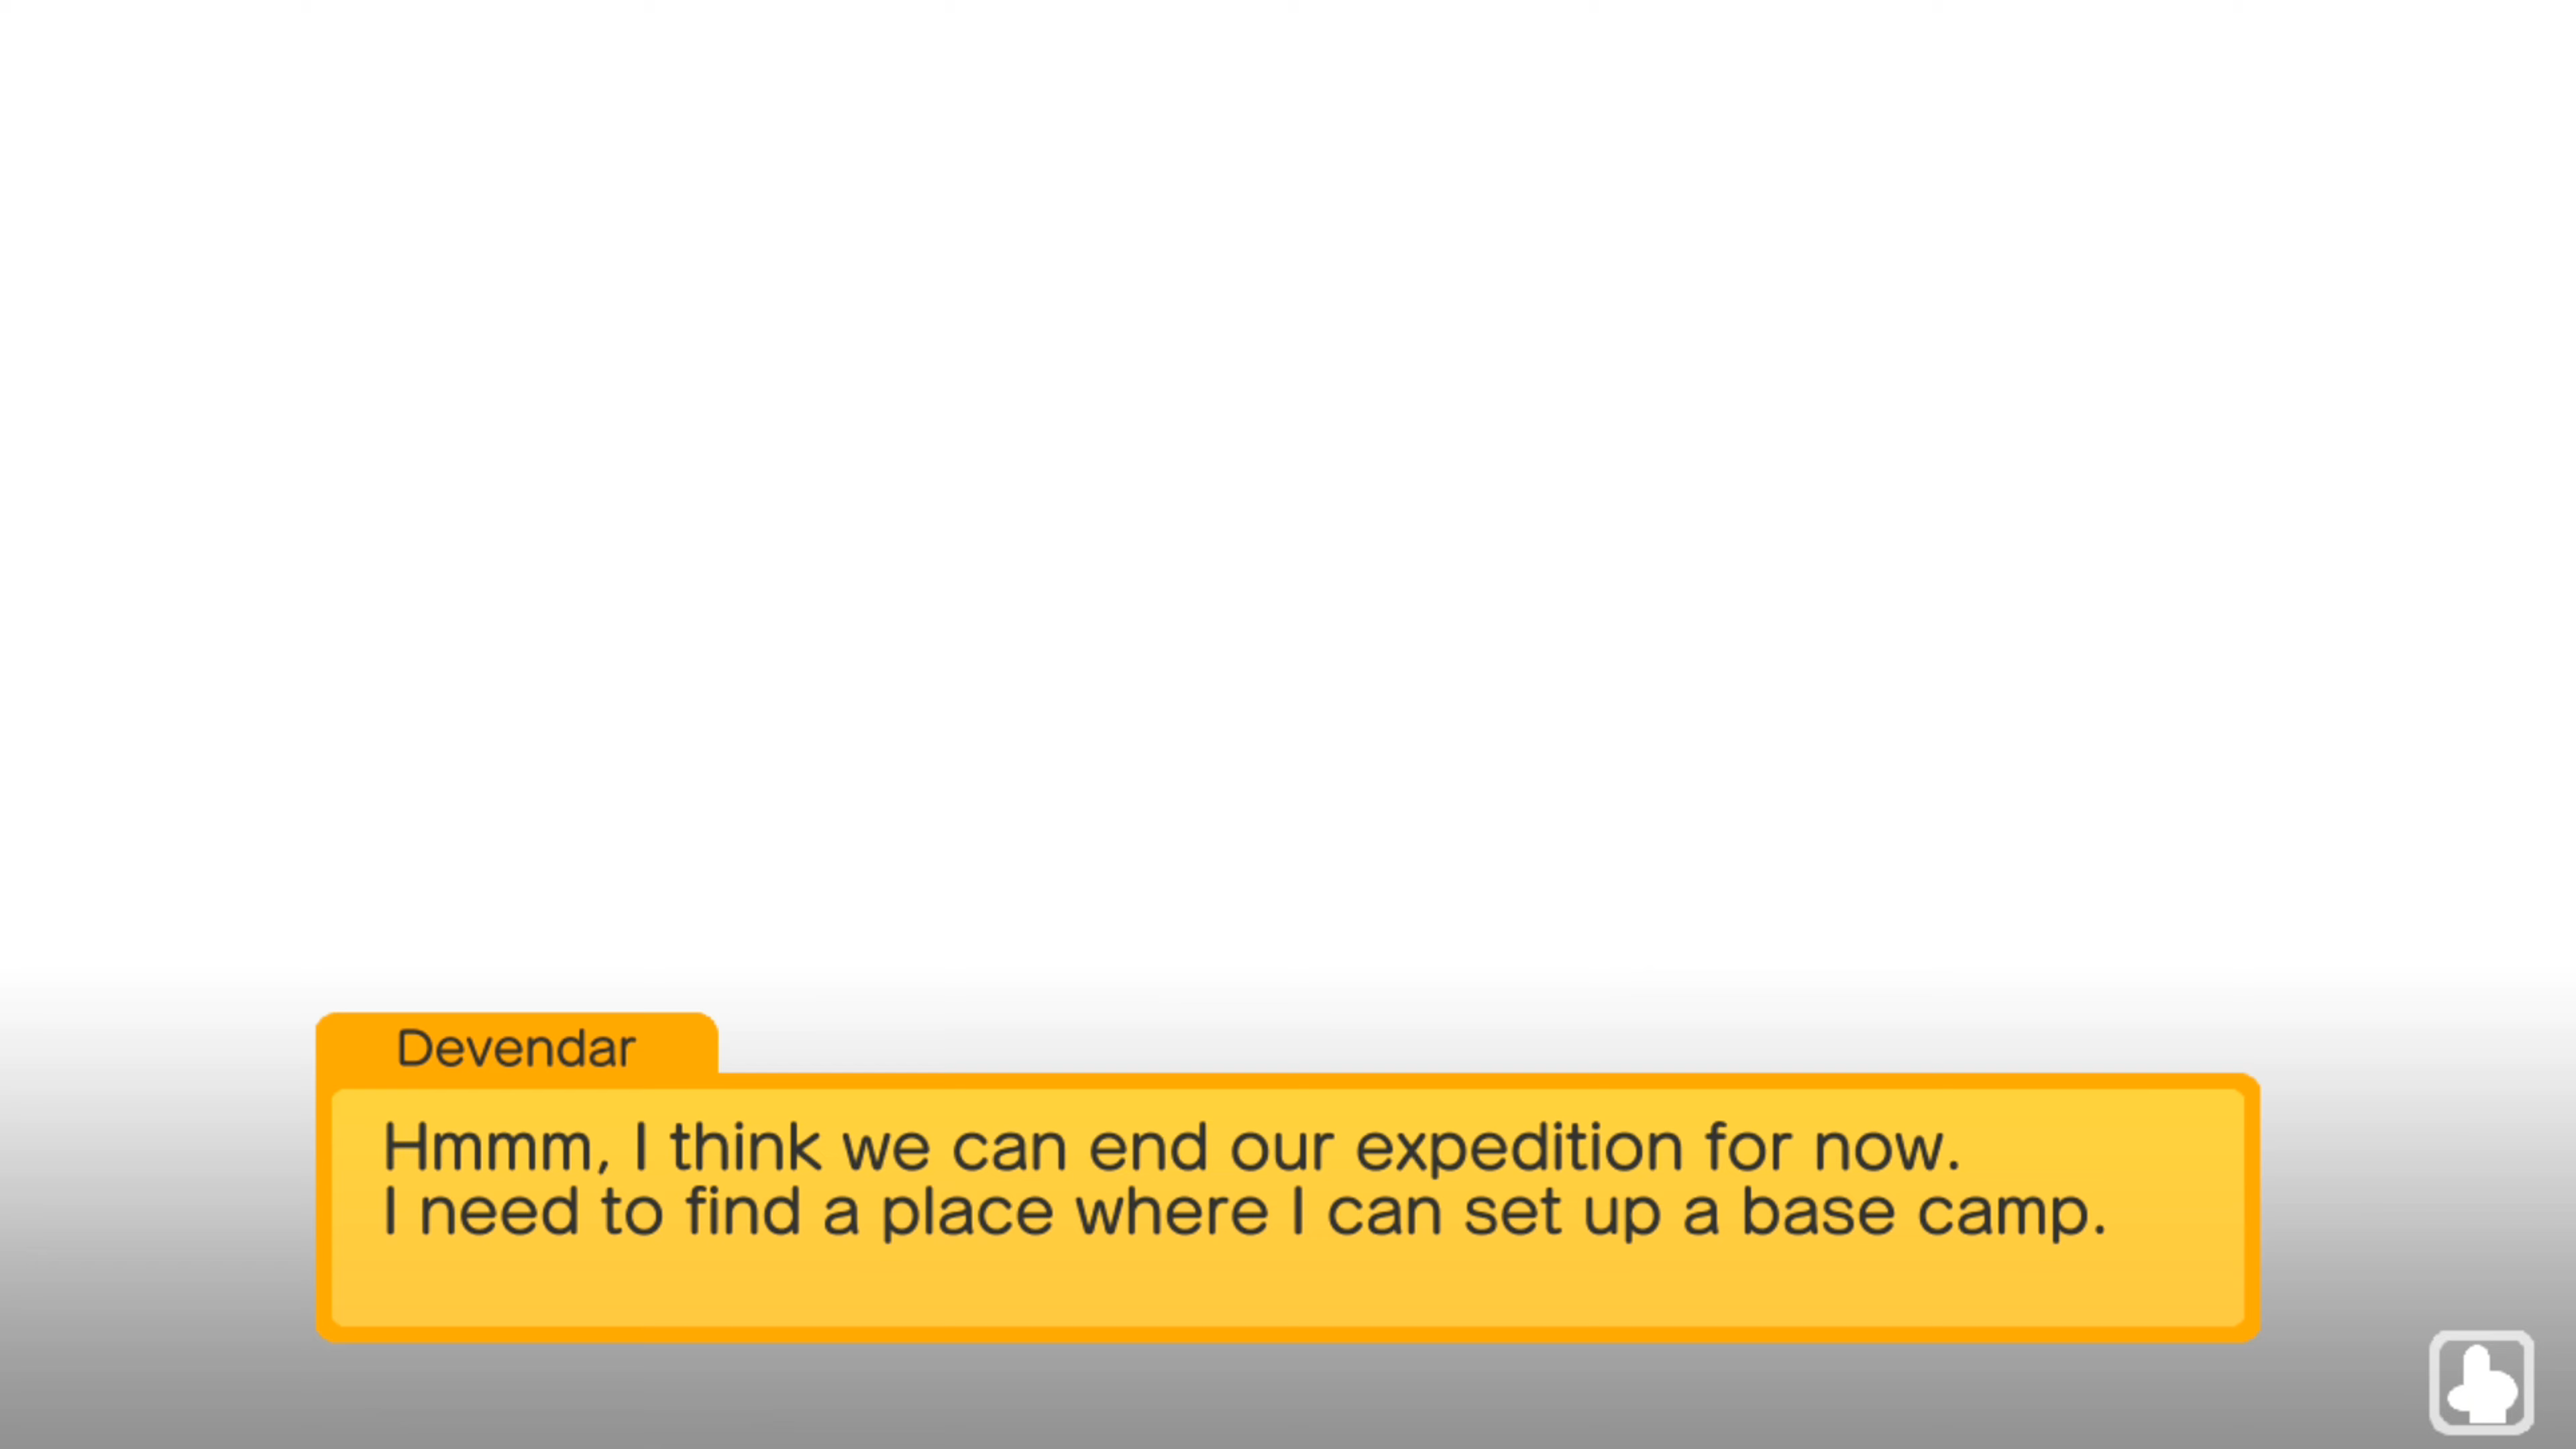 Devendar
Hmmm, I think we can end our expedition for now.
I need to find a place where I can set up a base camp.